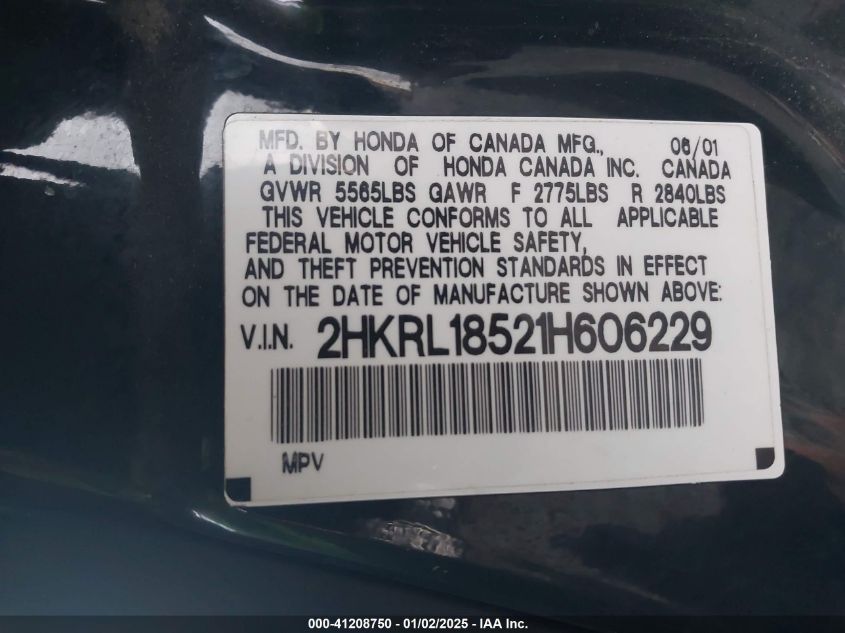 MFD. BY HONDA OF CANADA MFG., 06/01
A DIVISION OF HONDA CANADA INC. CANADA
GVWR 5565LBS GAWR F 2775LBS R 2840LBS
THIS VEHICLE CONFORMS TO ALL APPLICABLE
FEDERAL MOTOR VEHICLE SAFETY,
AND THEFT PREVENTION STANDARDS IN EFFECT
ON THE DATE OF MANUFACTURE SHOWN ABOVE:
V.I.N. 2HKRL18521H606229
MPV
000-41208750 - 01/02/2025 - IAA Inc.